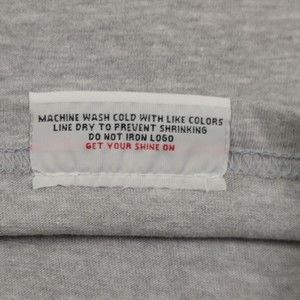 MACHINE WASH COLD WITH LIKE COLORS
LINE DRY TO PREVENT SHRINKING
DO NOT IRON LOGO
GET YOUR SHINE ON